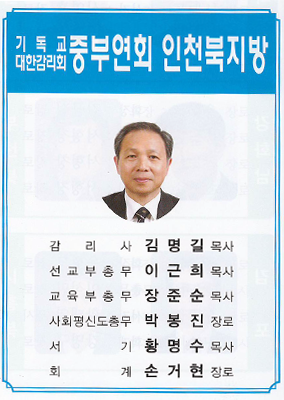 기독교
대한감리회 중부연회 인천북지방
감리사 김명길 목사
선교부총무 이근희 목사
교육부총무 장준순 목사
사회평신도총무 박봉진 장로
서기 황명수 목사
회계 손거현 장로